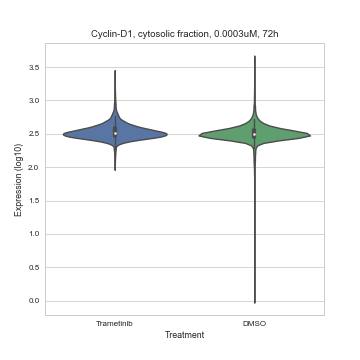 Cyclin-D1, cytosolic fraction, 0.0003uM, 72h
3.5
3.0
2.5
2.0
1.5
1.0
0.5
0.0
Expression (log10)
Trametinib DMSO
Treatment